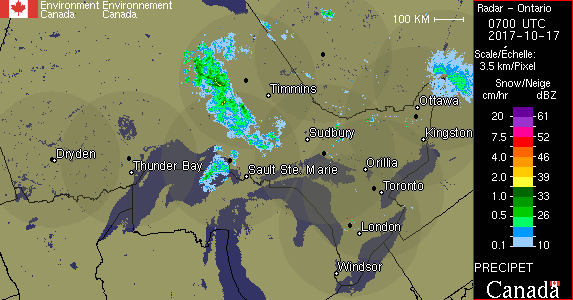 Environment Environnement
Canada Canada
100 KM
Timmins
Ottawa
Sudbury
Kingston
Dryden
Thunder Bay
Sault Ste. Marie
Orillia
Toronto
London
Windsor
Radar - Ontario
0700 UTC
2017-10-17
Scale/Échelle:
3.5 km/Pixel
Snow/Neige
cm/hr dBZ
20 61
7.5 52
4.0 46
2.0 39
1.0 33
0.5 26
0.1 10
PRECIPET
Canada